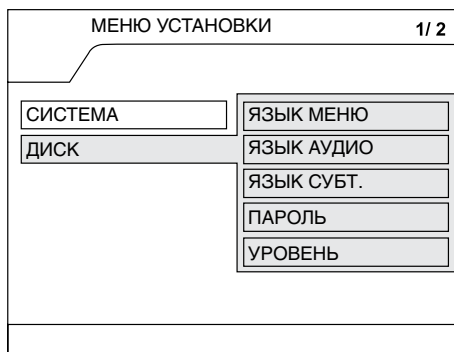 МЕНЮ УСТАНОВКИ 1/ 2
СИСТЕМА
ДИСК
ЯЗЫК МЕНЮ
ЯЗЫК АУДИО
ЯЗЫК СУБТ.
ПАРОЛЬ
УРОВЕНЬ